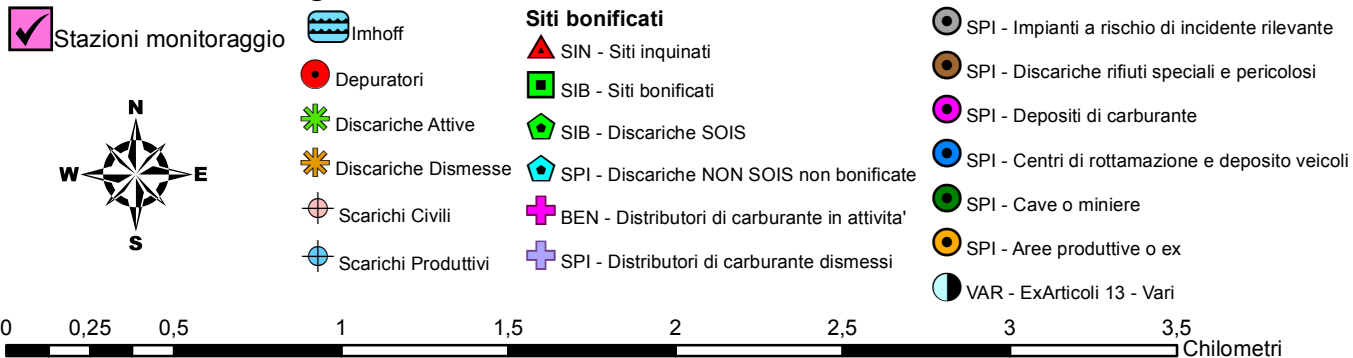 Stazioni monitoraggio
N
W
E
S
Imhoff
Depuratori
Discariche Attive
Discariche Dismesse
Scarichi Civili
Scarichi Produttivi
Siti bonificati
SIN - Siti inquinati
SIB - Siti bonificati
SIB - Discariche SOIS
SPI - Discariche NON SOIS non bonificate
BEN - Distributori di carburante in attivita'
SPI - Distributori di carburante dismessi
SPI - Impianti a rischio di incidente rilevante
SPI - Discariche rifiuti speciali e pericolosi
SPI - Depositi di carburante
SPI - Centri di rottamazione e deposito veicoli
SPI - Cave o miniere
SPI - Aree produttive o ex
VAR - ExArticoli 13 - Vari
0 0,25 0,5 1 1,5 2 2,5 3 3,5
Chilometri